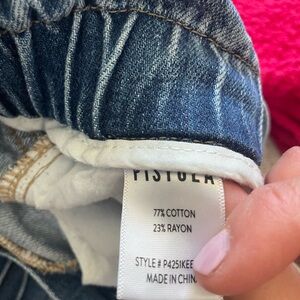 PISTOLA
77% COTTON
23% RAYON
STYLE # P4251KEE
MADE IN CHINA